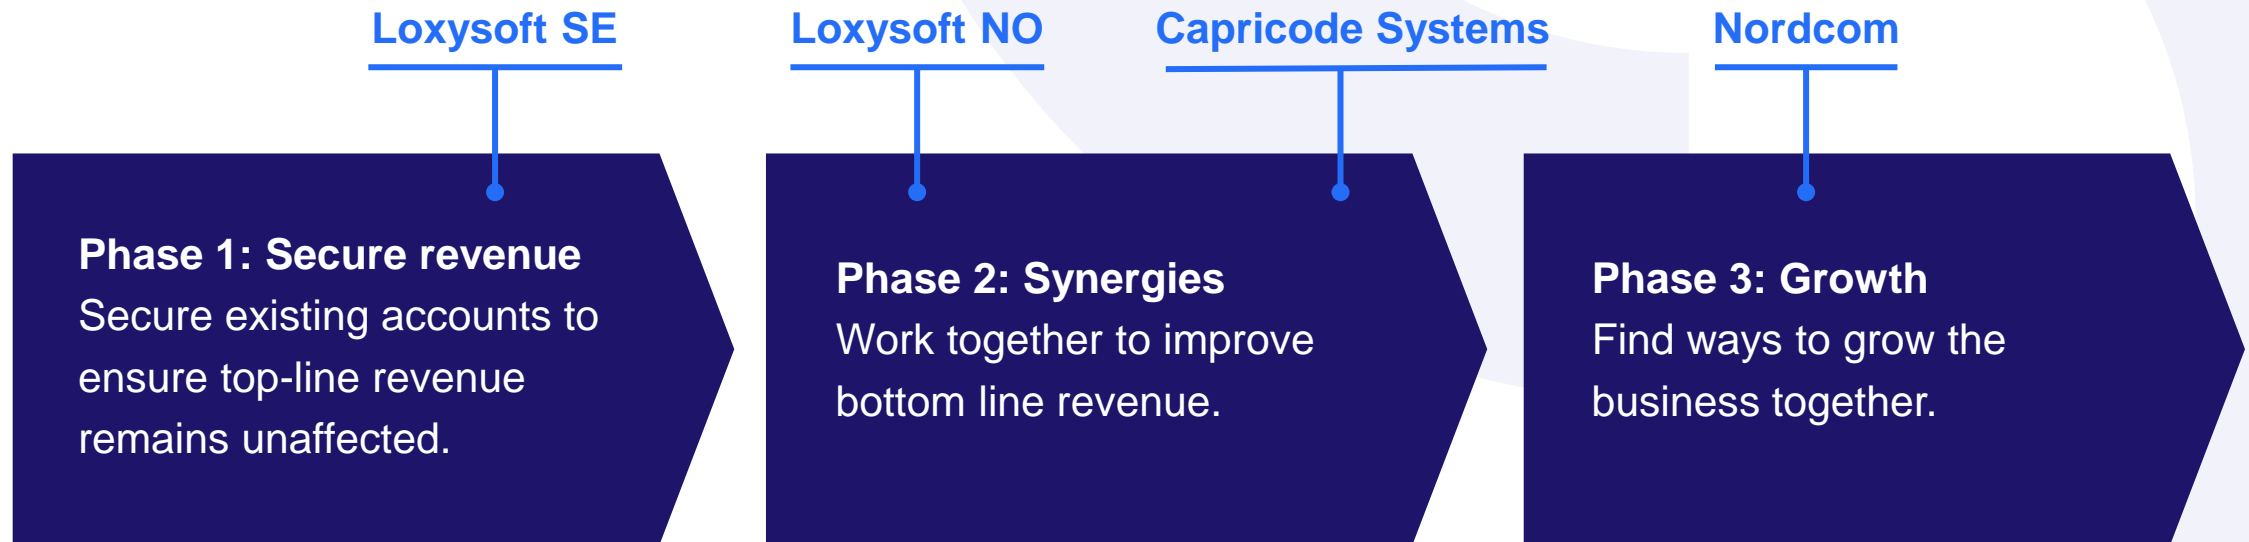 Loxysoft SE
Loxysoft NO
Capricode Systems
Nordcom
Phase 1: Secure revenue
Secure existing accounts to
ensure top-line revenue
remains unaffected.
Phase 2: Synergies
Work together to improve
bottom line revenue.
Phase 3: Growth
Find ways to grow the
business together.